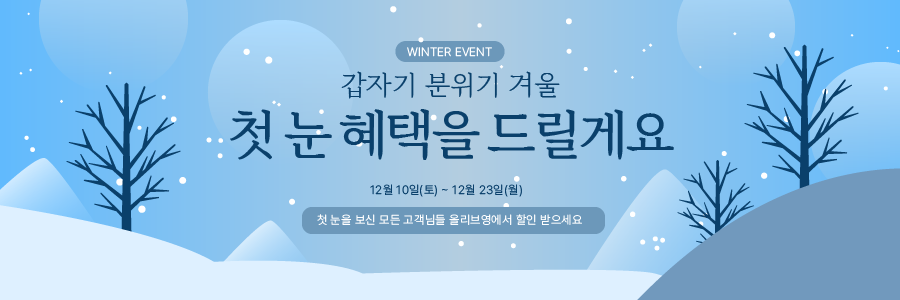 WINTER EVENT
갑자기 분위기 겨울
첫 눈 혜택을 드릴게요
12월 10일(토) ~ 12월 23일(월)
첫 눈을 보신 모든 고객님들 올리브영에서 할인 받으세요